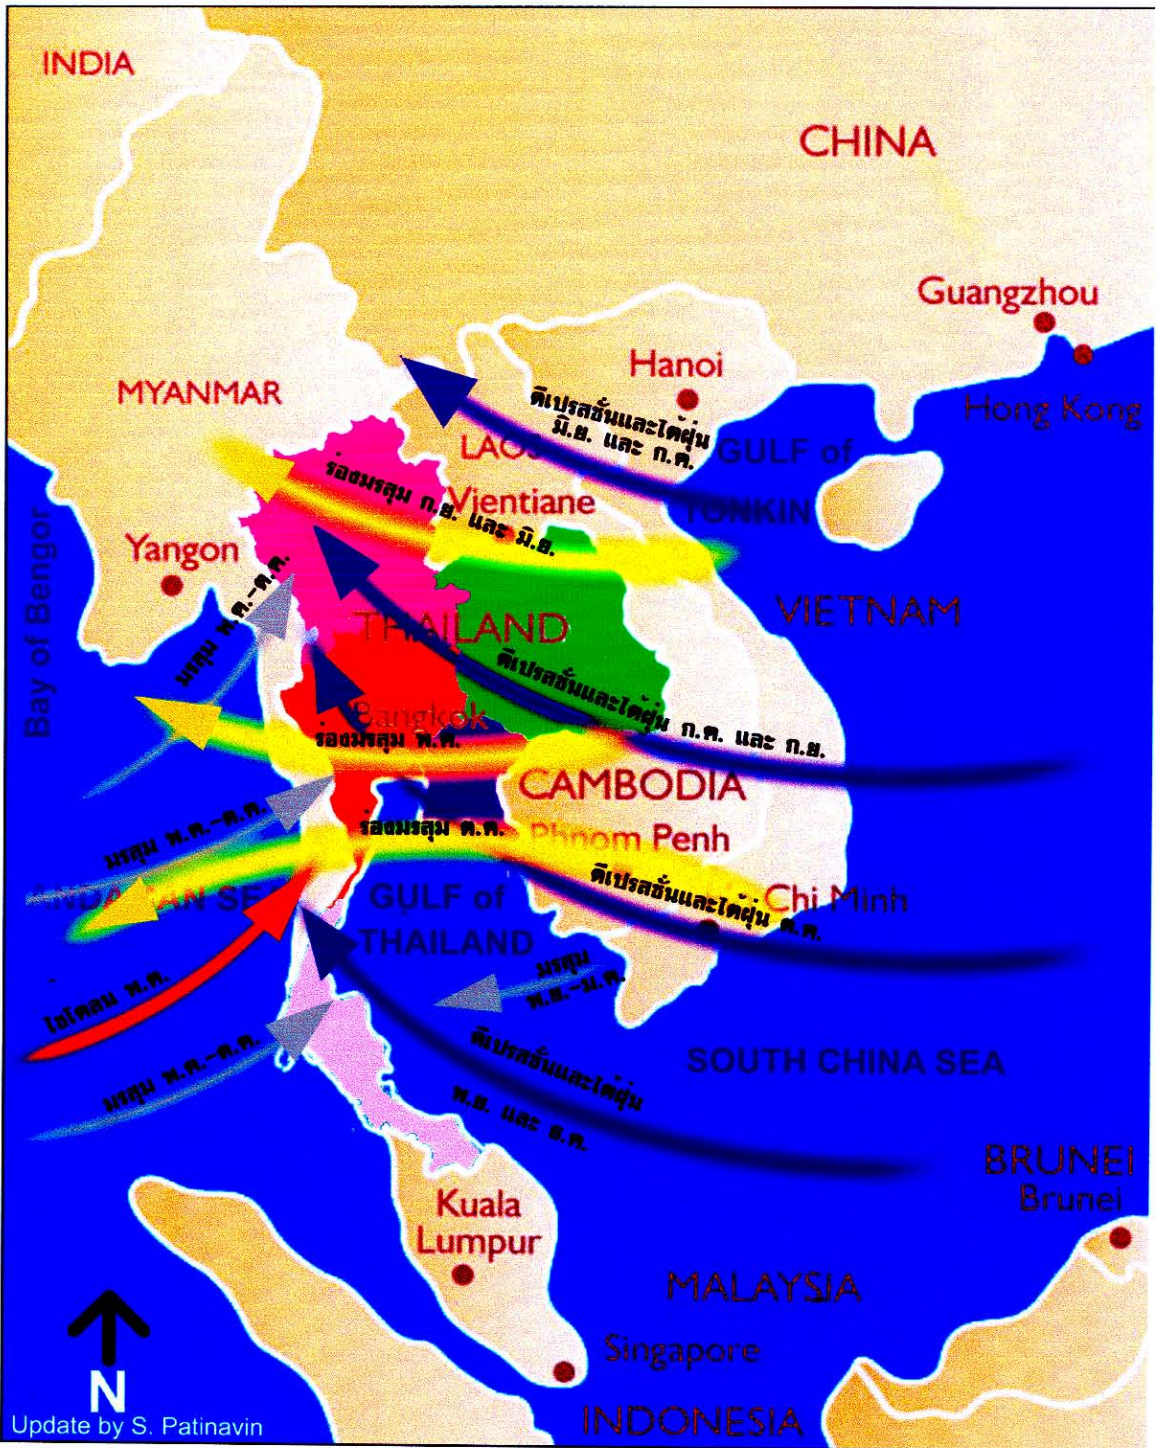 INDIA
CHINA
Guangzhou
Hanoi
MYANMAR
Hong Kong
ดีเปรสชั่นและไต้ฝุ่น
มิ.ย. และ ก.ค.
LAOS
GULF of
TONKIN
ร่องมรสุม ก.ย. และ มิ.ย.
Vientiane
Yangon
Bay of Bengor
มรสุม พ.ค.-ต.ค.
THAILAND
VIETNAM
ดีเปรสชั่นและไต้ฝุ่น ก.ค. และ ก.ย.
Bangkok
ร่องมรสุม พ.ค.
CAMBODIA
มรสุม พ.ค.-ต.ค.
ร่องมรสุม ต.ค.
Phnom Penh
ดีเปรสชั่นและไต้ฝุ่น ต.ค.
Chi Minh
ANDAMAN SEA
GULF of
THAILAND
มรสุม
พ.ย.-ม.ค.
ไซโคลน พ.ค.
มรสุม พ.ค.-ต.ค.
ดีเปรสชั่นและไต้ฝุ่น
พ.ย. และ ธ.ค.
SOUTH CHINA SEA
BRUNEI
Brunei
Kuala
Lumpur
MALAYSIA
Singapore
INDONESIA
N
Update by S. Patinavin